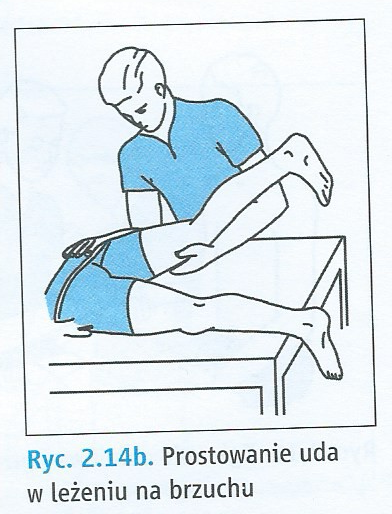 Ryc. 2.14b. Prostowanie uda
w leżeniu na brzuchu